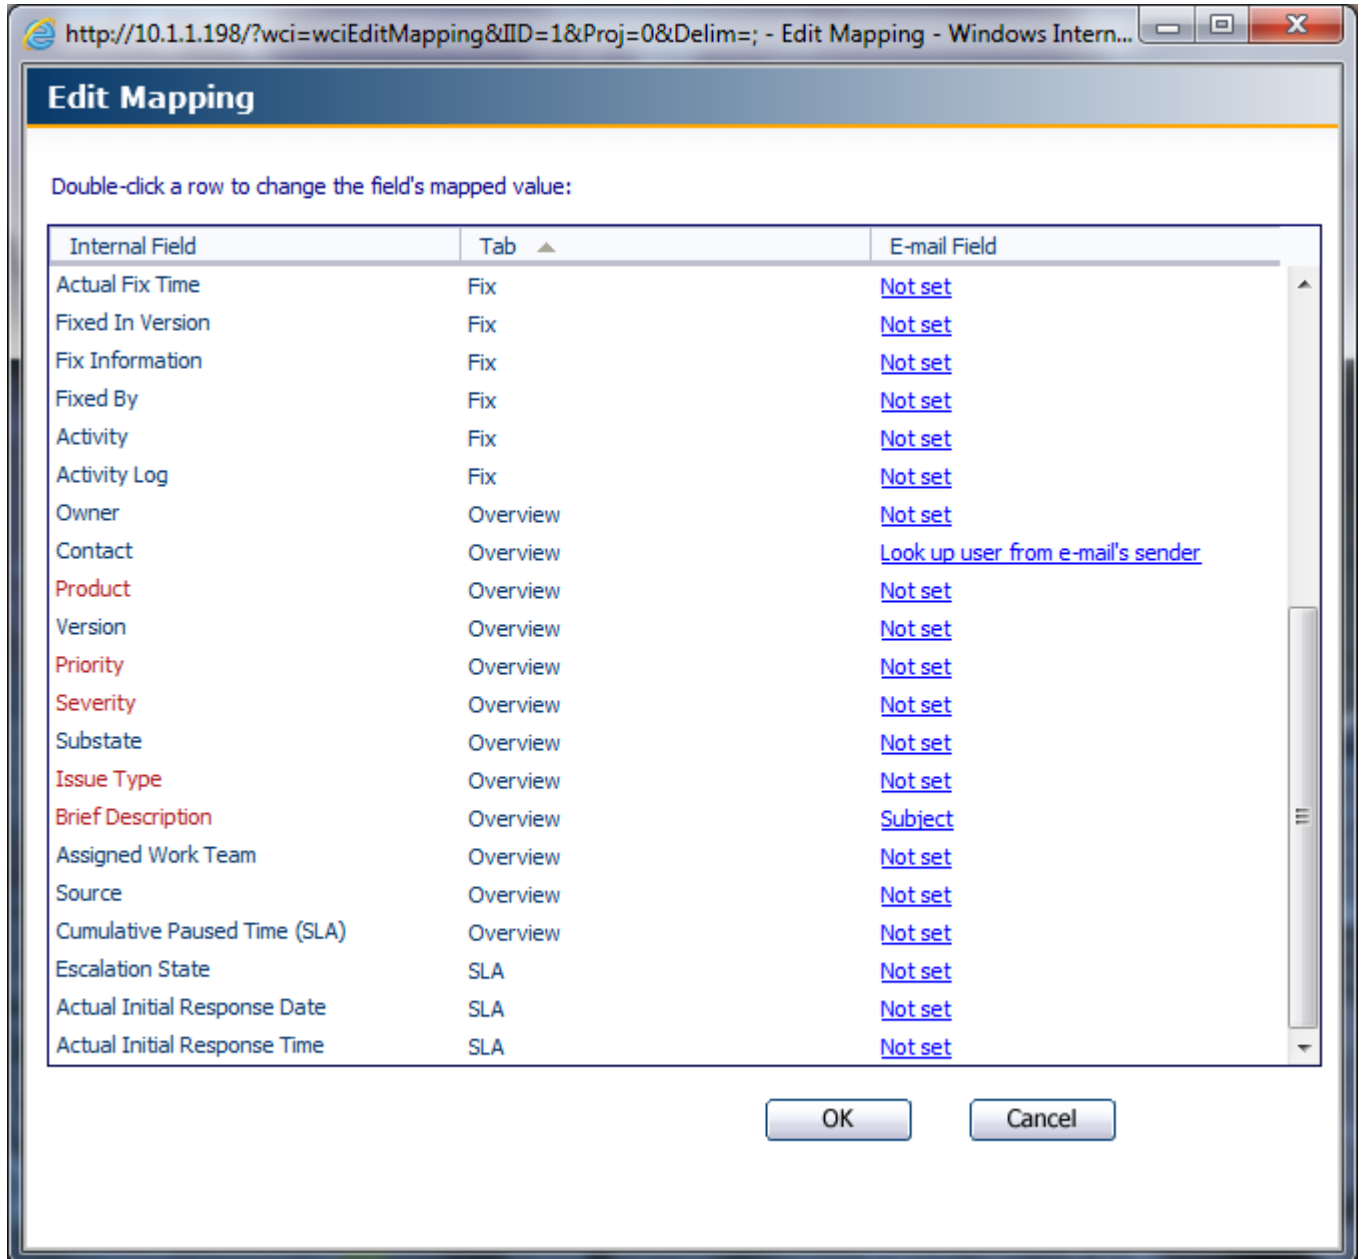 http://10.1.1.198/?wci=wciEditMapping&IID=1&Proj=0&Delim=; - Edit Mapping - Windows Intern...
Edit Mapping
Double-click a row to change the field's mapped value:
Internal Field Tab E-mail Field
Actual Fix Time Fix Not set
Fixed In Version Fix Not set
Fix Information Fix Not set
Fixed By Fix Not set
Activity Fix Not set
Activity Log Fix Not set
Owner Overview Not set
Contact Overview Look up user from e-mail's sender
Product Overview Not set
Version Overview Not set
Priority Overview Not set
Severity Overview Not set
Substate Overview Not set
Issue Type Overview Not set
Brief Description Overview Subject
Assigned Work Team Overview Not set
Source Overview Not set
Cumulative Paused Time (SLA) Overview Not set
Escalation State SLA Not set
Actual Initial Response Date SLA Not set
Actual Initial Response Time SLA Not set
OK Cancel